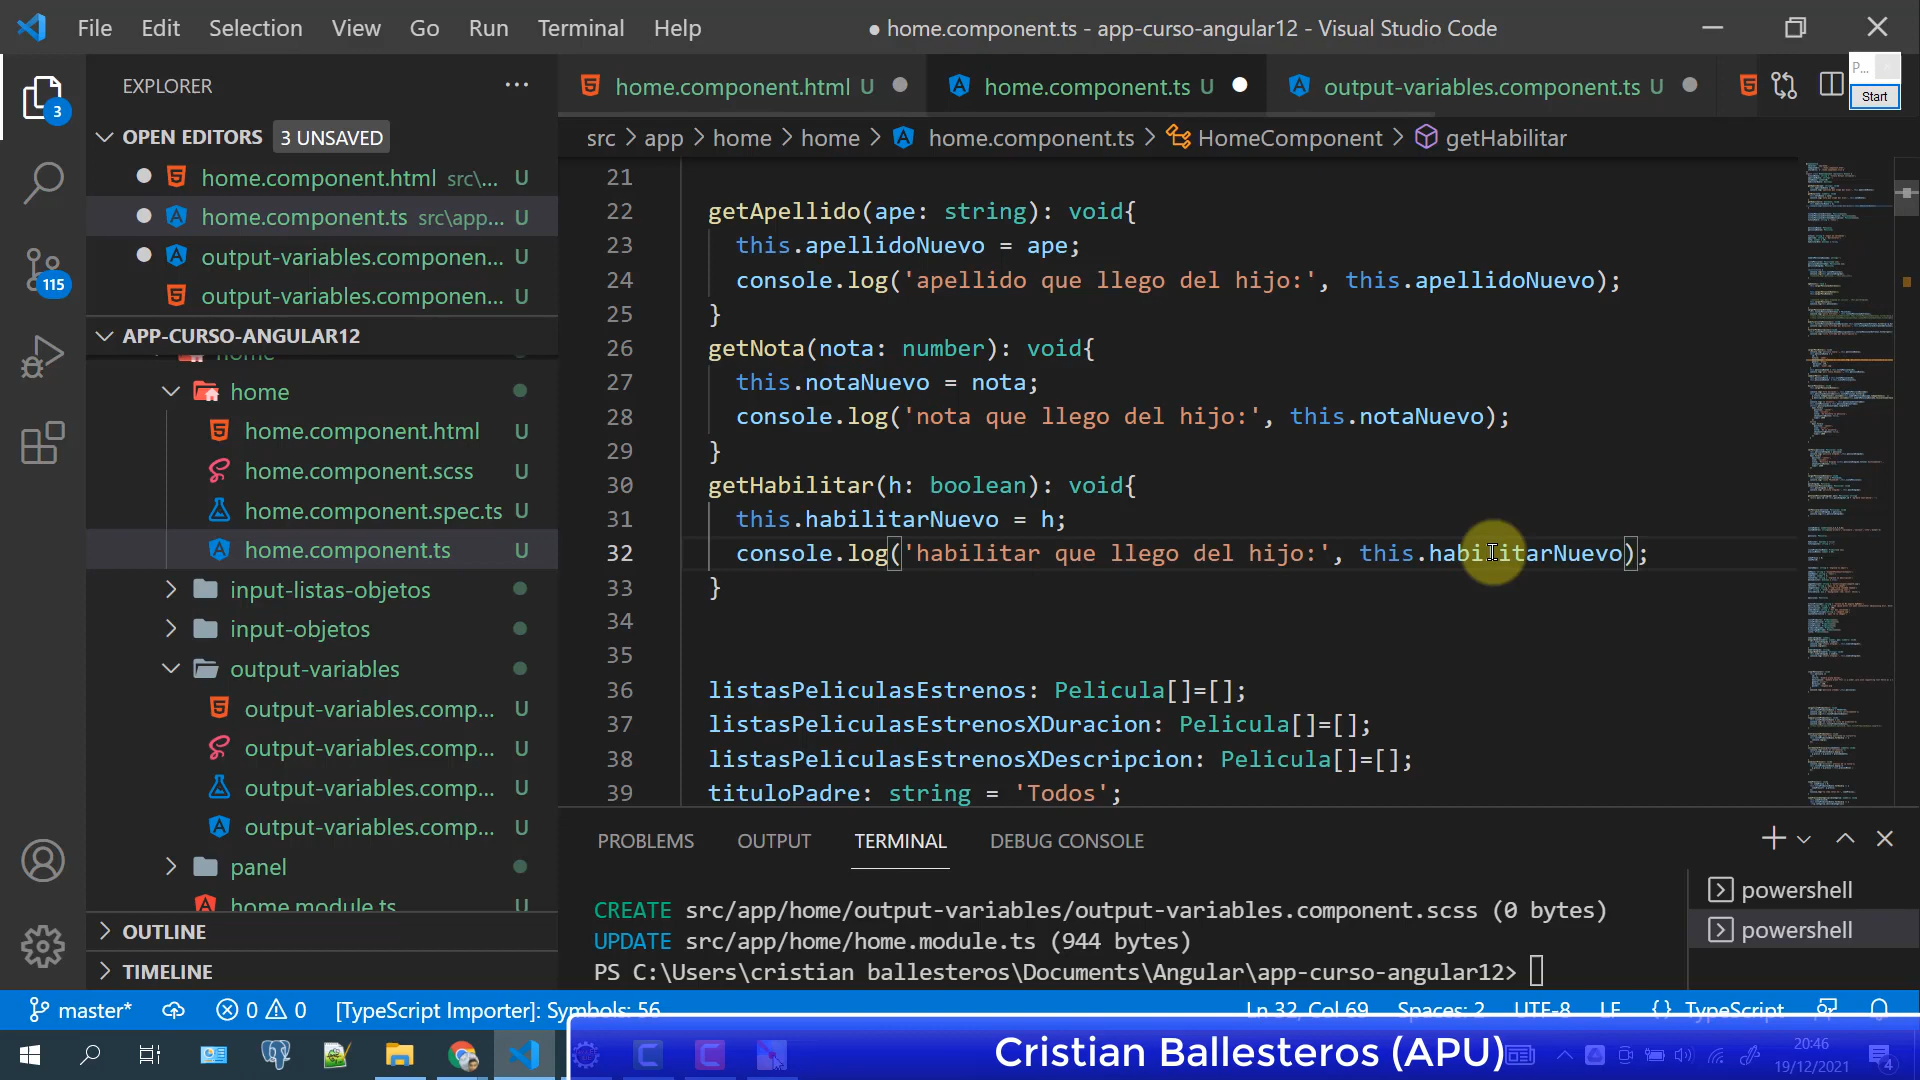 File Edit Selection View Go Run Terminal Help
● home.component.ts - app-curso-angular12 - Visual Studio Code
P...
Start
EXPLORER
OPEN EDITORS 3 UNSAVED
home.component.html src\... U
home.component.ts src\app... U
output-variables.componen... U
output-variables.componen... U
APP-CURSO-ANGULAR12
home
home
home.component.html U
home.component.scss U
home.component.spec.ts U
home.component.ts U
input-listas-objetos
input-objetos
output-variables
output-variables.comp... U
output-variables.comp... U
output-variables.comp... U
output-variables.comp... U
panel
home.module.ts U
OUTLINE
TIMELINE
3
115
home.component.html U
home.component.ts U
output-variables.component.ts U
src > app > home > home > home.component.ts > HomeComponent > getHabilitar
21
22 getApellido(ape: string): void{
23 this.apellidoNuevo = ape;
24 console.log('apellido que llego del hijo:', this.apellidoNuevo);
25 }
26 getNota(nota: number): void{
27 this.notaNuevo = nota;
28 console.log('nota que llego del hijo:', this.notaNuevo);
29 }
30 getHabilitar(h: boolean): void{
31 this.habilitarNuevo = h;
32 console.log('habilitar que llego del hijo:', this.habilitarNuevo);
33 }
34
35
36 listasPeliculasEstrenos: Pelicula[]=[];
37 listasPeliculasEstrenosXDuracion: Pelicula[]=[];
38 listasPeliculasEstrenosXDescripcion: Pelicula[]=[];
39 tituloPadre: string = 'Todos';
PROBLEMS OUTPUT TERMINAL DEBUG CONSOLE
CREATE src/app/home/output-variables/output-variables.component.scss (0 bytes)
UPDATE src/app/home/home.module.ts (944 bytes)
PS C:\Users\cristian ballesteros\Documents\Angular\app-curso-angular12>
powershell
powershell
master* 0 0 [TypeScript Importer]: Symbols: 56
Ln 32, Col 69 Spaces: 2 UTF-8 LF {} TypeScript
Cristian Ballesteros (APU)
20:46
19/12/2021
4